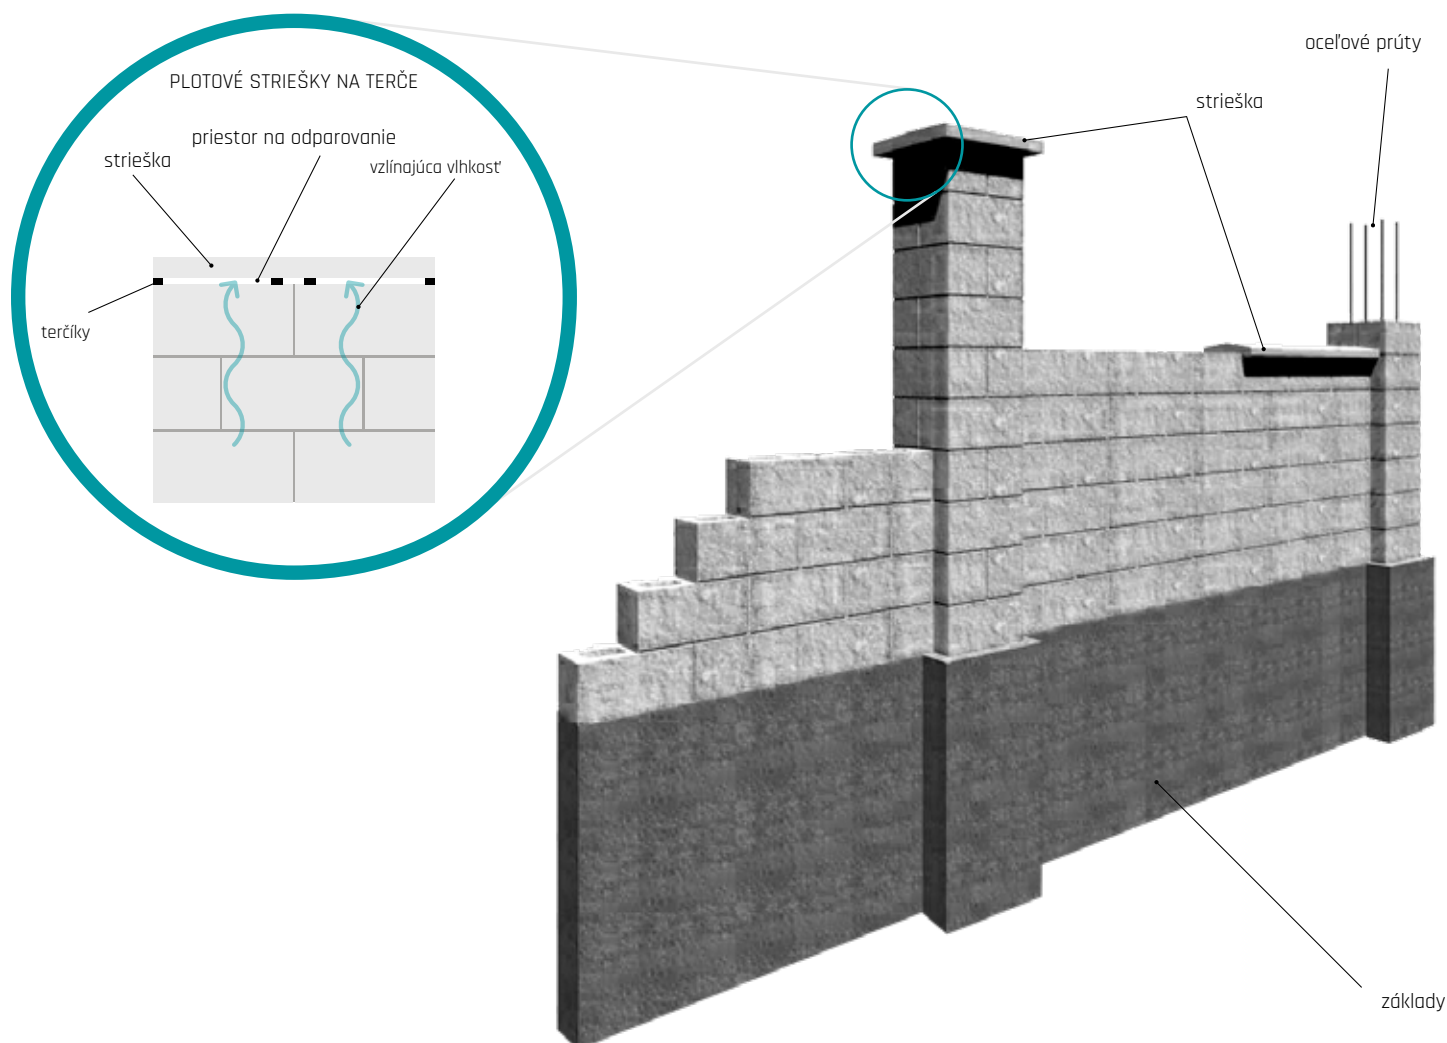 PLOTOVÉ STRIEŠKY NA TERČE
priestor na odparovanie
strieška
vzlínajúca vlhkosť
terčíky
oceľové prúty
strieška
základy